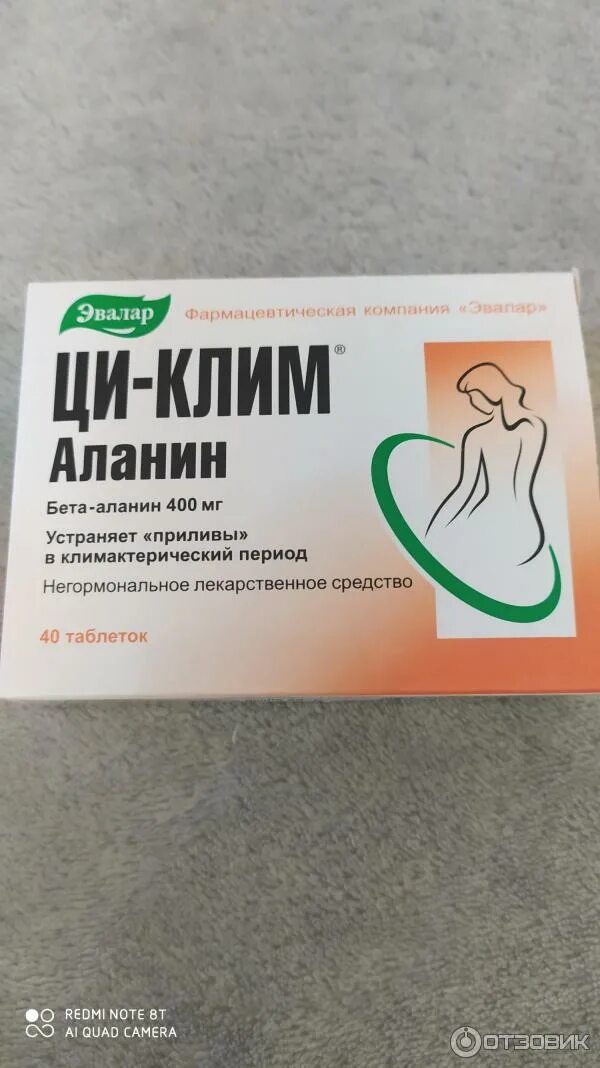 Эвалар
Фармацевтическая компания «Эвалар»
ЦИ-КЛИМ®
Аланин
Бета-аланин 400 мг
Устраняет «приливы»
в климактерический период
Негормональное лекарственное средство
40 таблеток
REDMI NOTE 8T
AI QUAD CAMERA
ОТЗОВИК